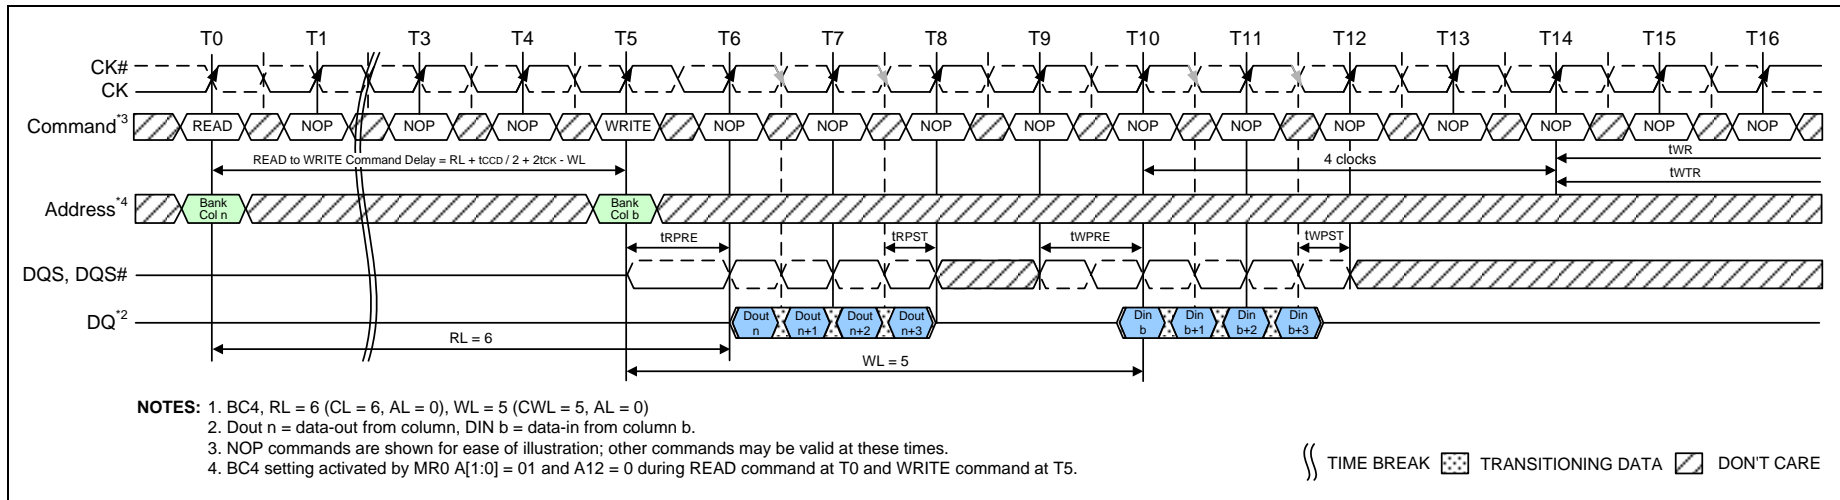 T0 T1 T3 T4 T5 T6 T7 T8 T9 T10 T11 T12 T13 T14 T15 T16
CK#
CK
Command*3 READ NOP NOP NOP WRITE NOP NOP NOP NOP NOP NOP NOP NOP NOP NOP NOP
READ to WRITE Command Delay = RL + tCCD / 2 + 2tCK - WL
4 clocks
tWR
tWTR
Address*4
Bank
Col n
Bank
Col b
tRPRE tRPST tWPRE tWPST
DQS, DQS#
DQ*2
Dout
n
Dout
n+1
Dout
n+2
Dout
n+3
Din
b
Din
b+1
Din
b+2
Din
b+3
RL = 6
WL = 5
NOTES: 1. BC4, RL = 6 (CL = 6, AL = 0), WL = 5 (CWL = 5, AL = 0)
2. Dout n = data-out from column, DIN b = data-in from column b.
3. NOP commands are shown for ease of illustration; other commands may be valid at these times.
4. BC4 setting activated by MR0 A[1:0] = 01 and A12 = 0 during READ command at T0 and WRITE command at T5.
TIME BREAK TRANSITIONING DATA DON'T CARE